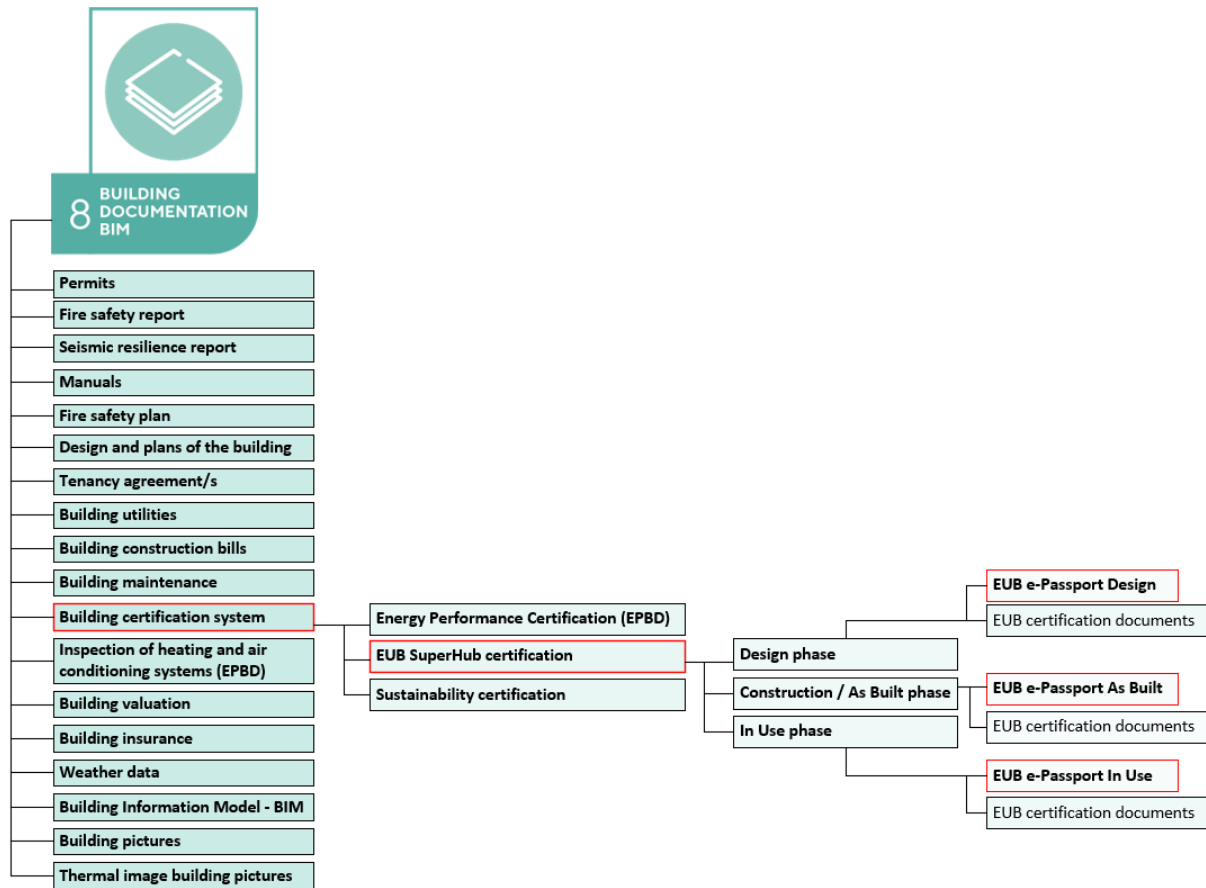 8
BUILDING
DOCUMENTATION
BIM
Permits
Fire safety report
Seismic resilience report
Manuals
Fire safety plan
Design and plans of the building
Tenancy agreement/s
Building utilities
Building construction bills
Building maintenance
Building certification system
Inspection of heating and air
conditioning systems (EPBD)
Building valuation
Building insurance
Weather data
Building Information Model - BIM
Building pictures
Thermal image building pictures
Energy Performance Certification (EPBD)
EUB SuperHub certification
Sustainability certification
Design phase
Construction / As Built phase
In Use phase
EUB e-Passport Design
EUB certification documents
EUB e-Passport As Built
EUB certification documents
EUB e-Passport In Use
EUB certification documents